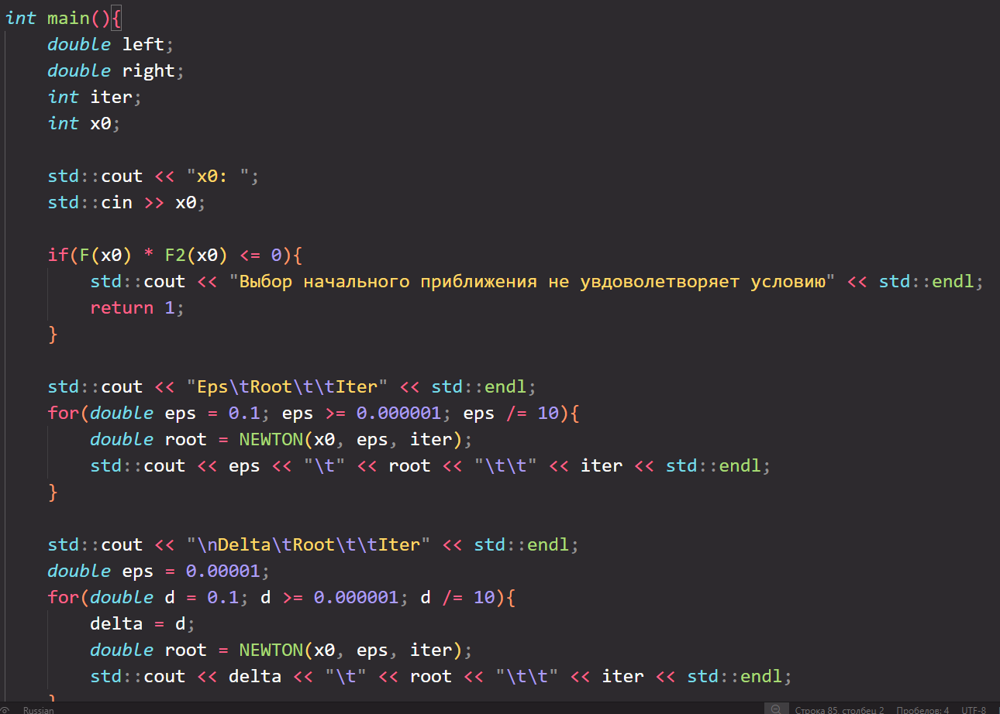 int main(){
    double left;
    double right;
    int iter;
    int x0;
    std::cout << "x0: ";
    std::cin >> x0;
    if(F(x0) * F2(x0) <= 0){
        std::cout << "Выбор начального приближения не увдоволетворяет условию" << std::endl;
        return 1;
    }
    std::cout << "Eps\tRoot\t\tIter" << std::endl;
    for(double eps = 0.1; eps >= 0.000001; eps /= 10){
        double root = NEWTON(x0, eps, iter);
        std::cout << eps << "\t" << root << "\t\t" << iter << std::endl;
    }
    std::cout << "\nDelta\tRoot\t\tIter" << std::endl;
    double eps = 0.00001;
    for(double d = 0.1; d >= 0.000001; d /= 10){
        delta = d;
        double root = NEWTON(x0, eps, iter);
        std::cout << delta << "\t" << root << "\t\t" << iter << std::endl;
    }
Russian Строка 85, столбец 2 Пробелов: 4 UTF-8